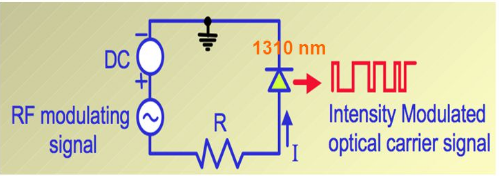 DC
1310 nm
RF modulating
signal
R
I
Intensity Modulated
optical carrier signal